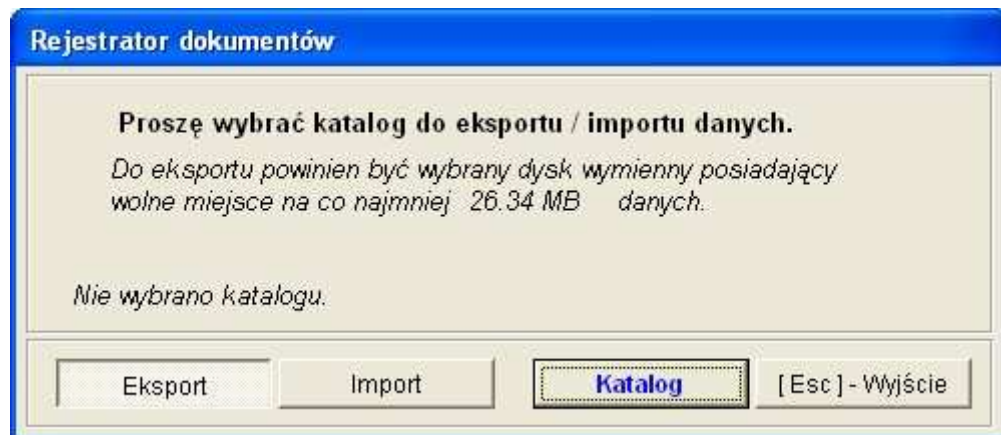 Rejestrator dokumentów
Proszę wybrać katalog do eksportu / importu danych.
Do eksportu powinien być wybrany dysk wymienny posiadający
wolne miejsce na co najmniej 26.34 MB danych.
Nie wybrano katalogu.
Eksport Import Katalog [ Esc ] - Wyjście